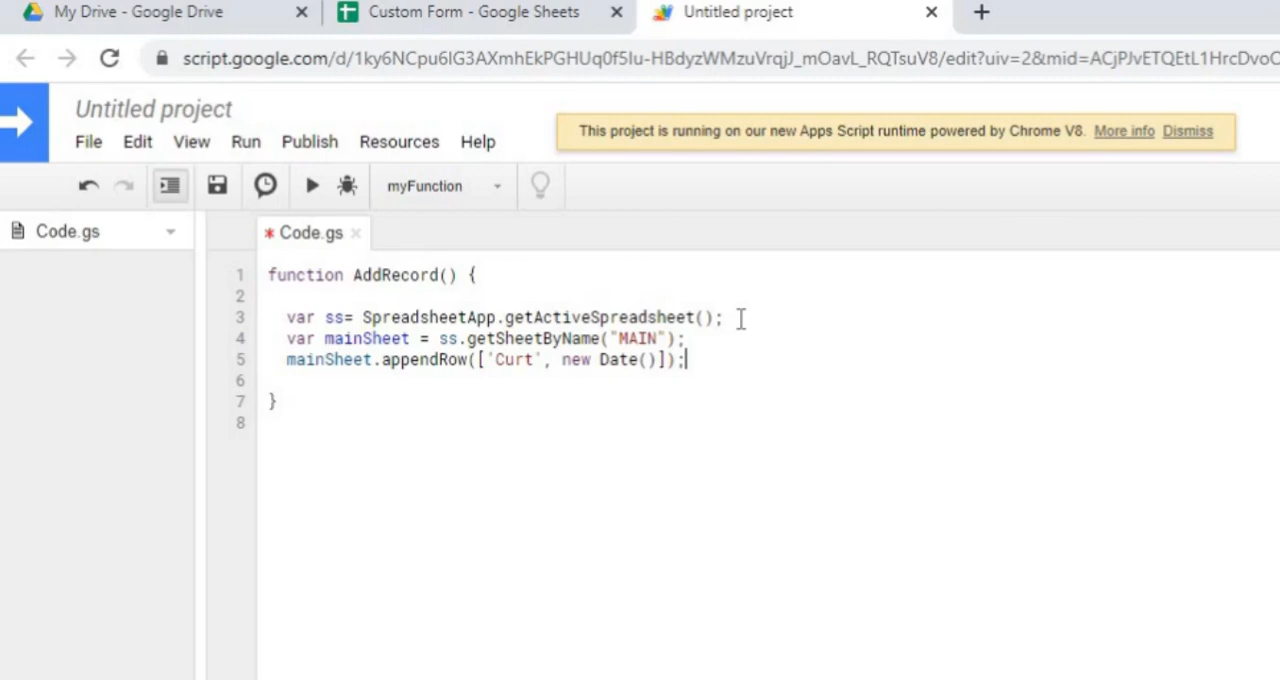 My Drive - Google Drive
Custom Form - Google Sheets
Untitled project
script.google.com/d/1ky6NCpu6IG3AXmhEkPGHUq0f5Iu-HBdyzWMzuVrqjJ_mOavL_RQTsuV8/edit?uiv=2&mid=ACjPJvETQEtL1HrcDvoC
Untitled project
This project is running on our new Apps Script runtime powered by Chrome V8. More info Dismiss
File Edit View Run Publish Resources Help
myFunction
Code.gs
* Code.gs
1 function AddRecord() {
2
3 var ss= SpreadsheetApp.getActiveSpreadsheet();
4 var mainSheet = ss.getSheetByName("MAIN");
5 mainSheet.appendRow(['Curt', new Date()]);
6
7 }
8